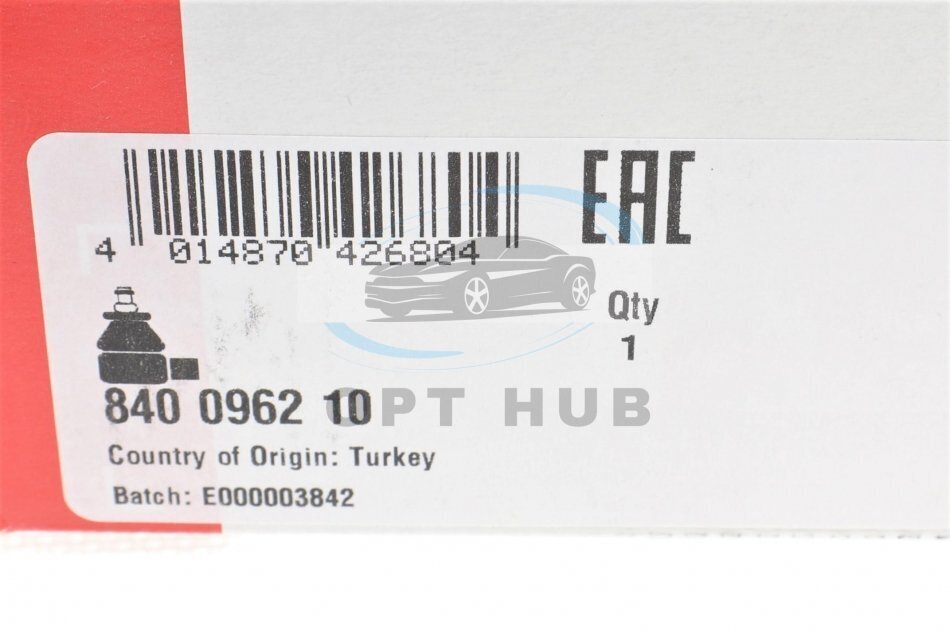 4 014870 426804
EAC
Qty
1
840 0962 10
OPT HUB
Country of Origin: Turkey
Batch: E000003842